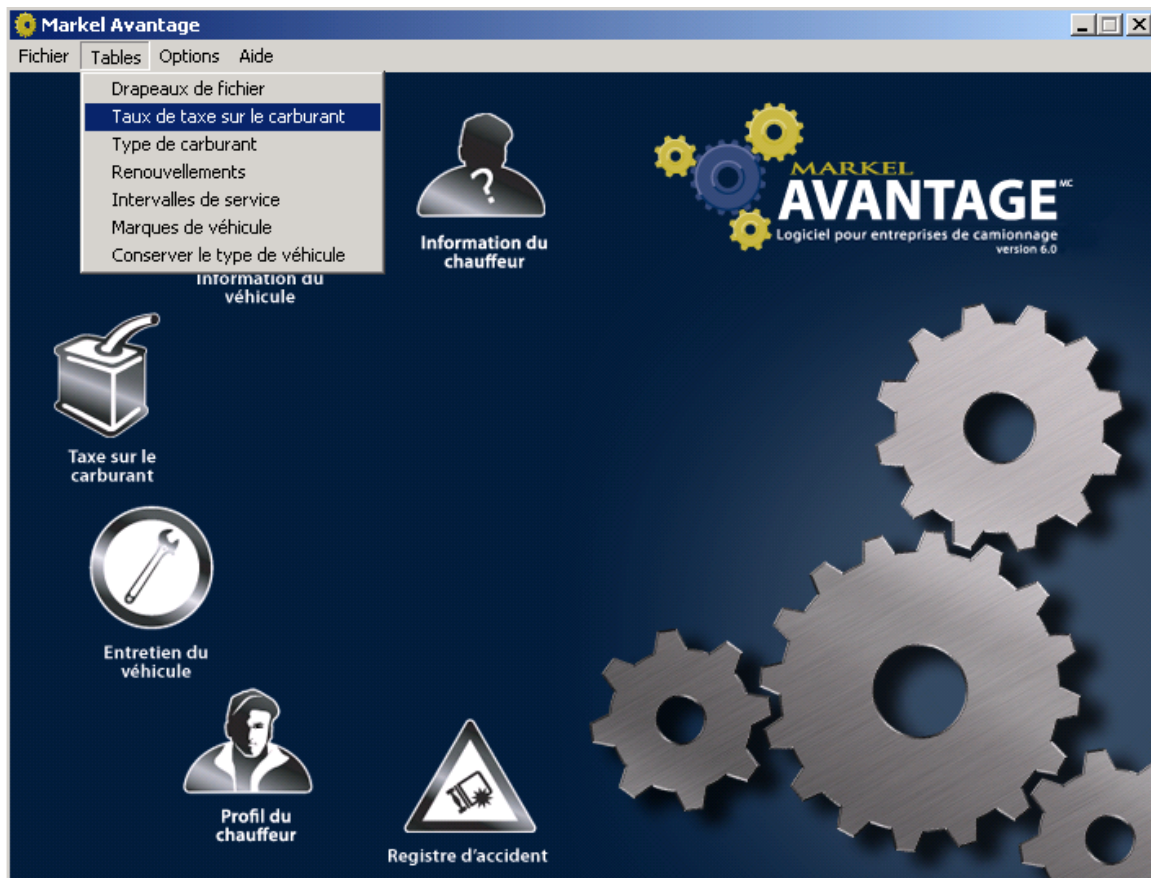 Markel Avantage
Fichier Tables Options Aide
Drapeaux de fichier
Taux de taxe sur le carburant
Type de carburant
Renouvellements
Intervalles de service
Marques de véhicule
Conserver le type de véhicule
Information du
véhicule
?
Information du
chauffeur
MARKEL
AVANTAGE MC
Logiciel pour entreprises de camionnage
version 6.0
Taxe sur le
carburant
Entretien du
véhicule
Profil du
chauffeur
Registre d'accident